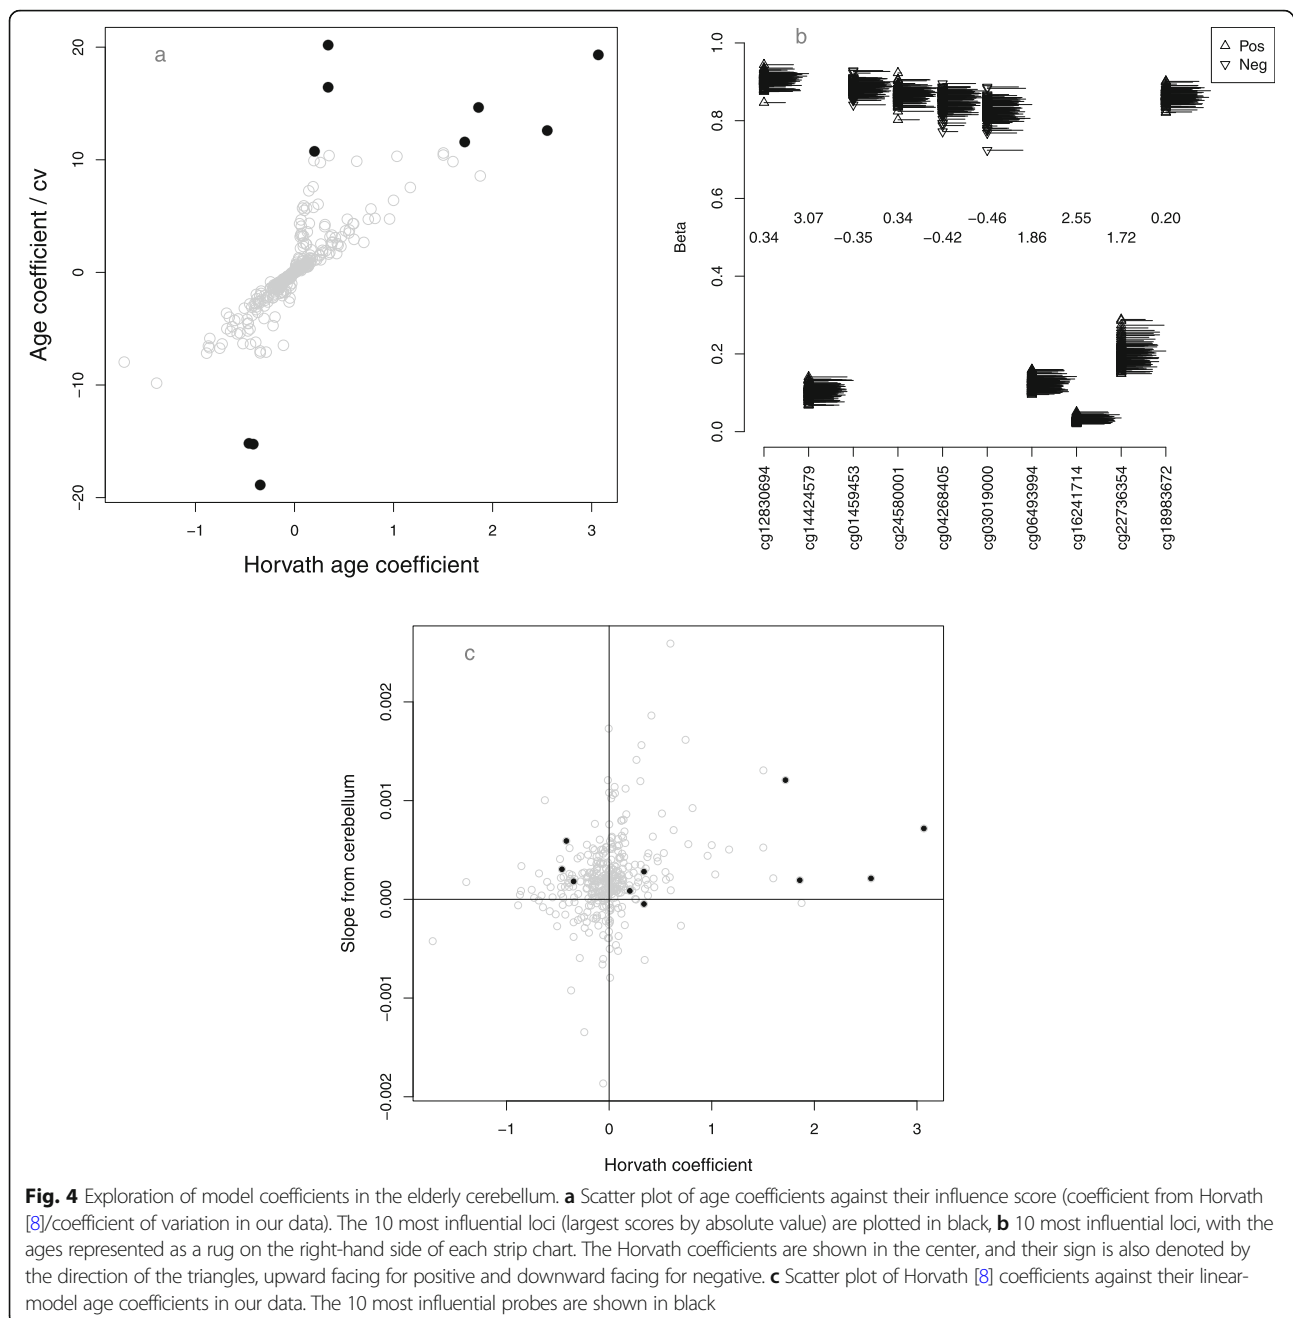 a
20
10
0
−10
−20
Age coefficient / cv
−1 0 1 2 3
Horvath age coefficient
b
Pos
Neg
1.0
0.8
0.6
0.4
0.2
0.0
Beta
3.07 0.34 −0.46 2.55 0.20
0.34 −0.35 −0.42 1.86 1.72
cg12830694
cg14424579
cg01459453
cg24580001
cg04268405
cg03019000
cg06493994
cg16241714
cg22736354
cg18983672
c
0.002
0.001
0.000
−0.001
−0.002
Slope from cerebellum
−1 0 1 2 3
Horvath coefficient
Fig. 4 Exploration of model coefficients in the elderly cerebellum. a Scatter plot of age coefficients against their influence score (coefficient from Horvath
[8]/coefficient of variation in our data). The 10 most influential loci (largest scores by absolute value) are plotted in black, b 10 most influential loci, with the
ages represented as a rug on the right-hand side of each strip chart. The Horvath coefficients are shown in the center, and their sign is also denoted by
the direction of the triangles, upward facing for positive and downward facing for negative. c Scatter plot of Horvath [8] coefficients against their linear-
model age coefficients in our data. The 10 most influential probes are shown in black